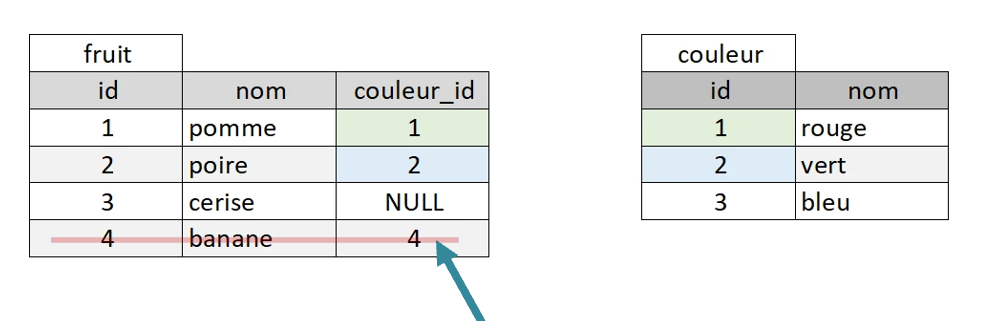 fruit
id nom couleur_id
1 pomme 1
2 poire 2
3 cerise NULL
4 banane 4
couleur
id nom
1 rouge
2 vert
3 bleu